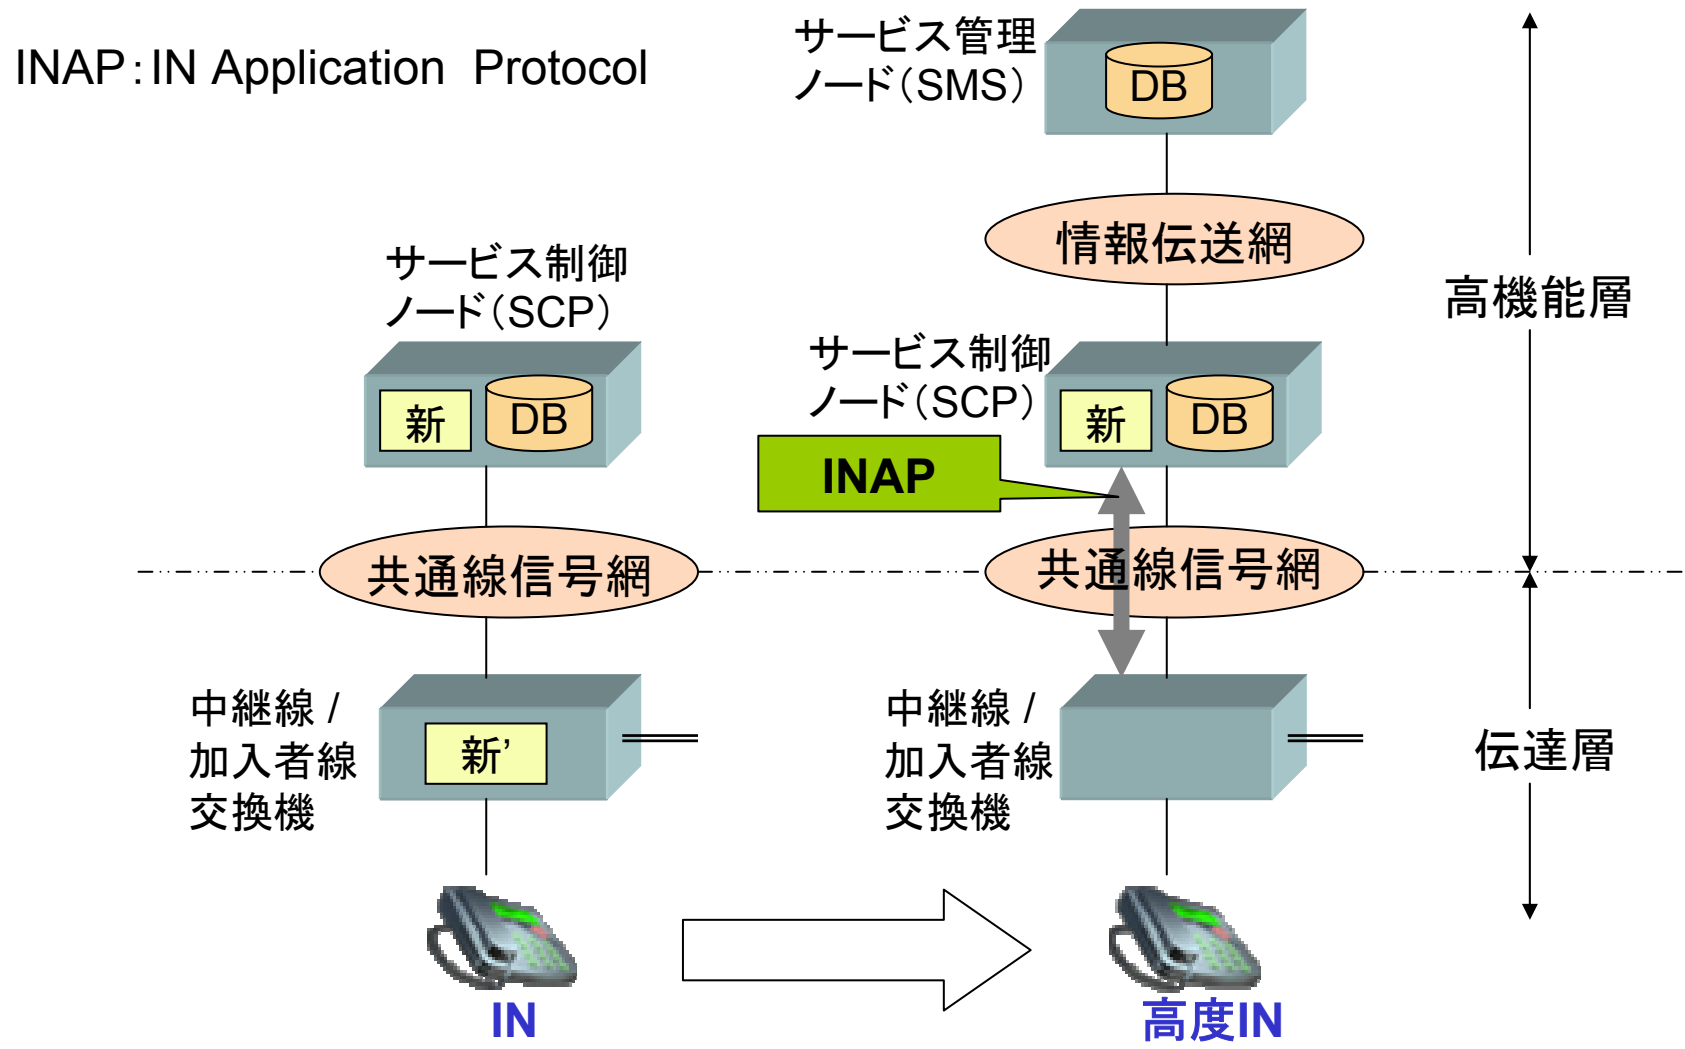 INAP：IN Application Protocol
サービス管理
ノード（SMS）
DB
情報伝送網
高機能層
サービス制御
ノード（SCP）
新
DB
サービス制御
ノード（SCP）
新
DB
INAP
共通線信号網
共通線信号網
中継線 /
加入者線
交換機
新’
中継線 /
加入者線
交換機
伝達層
IN
高度IN